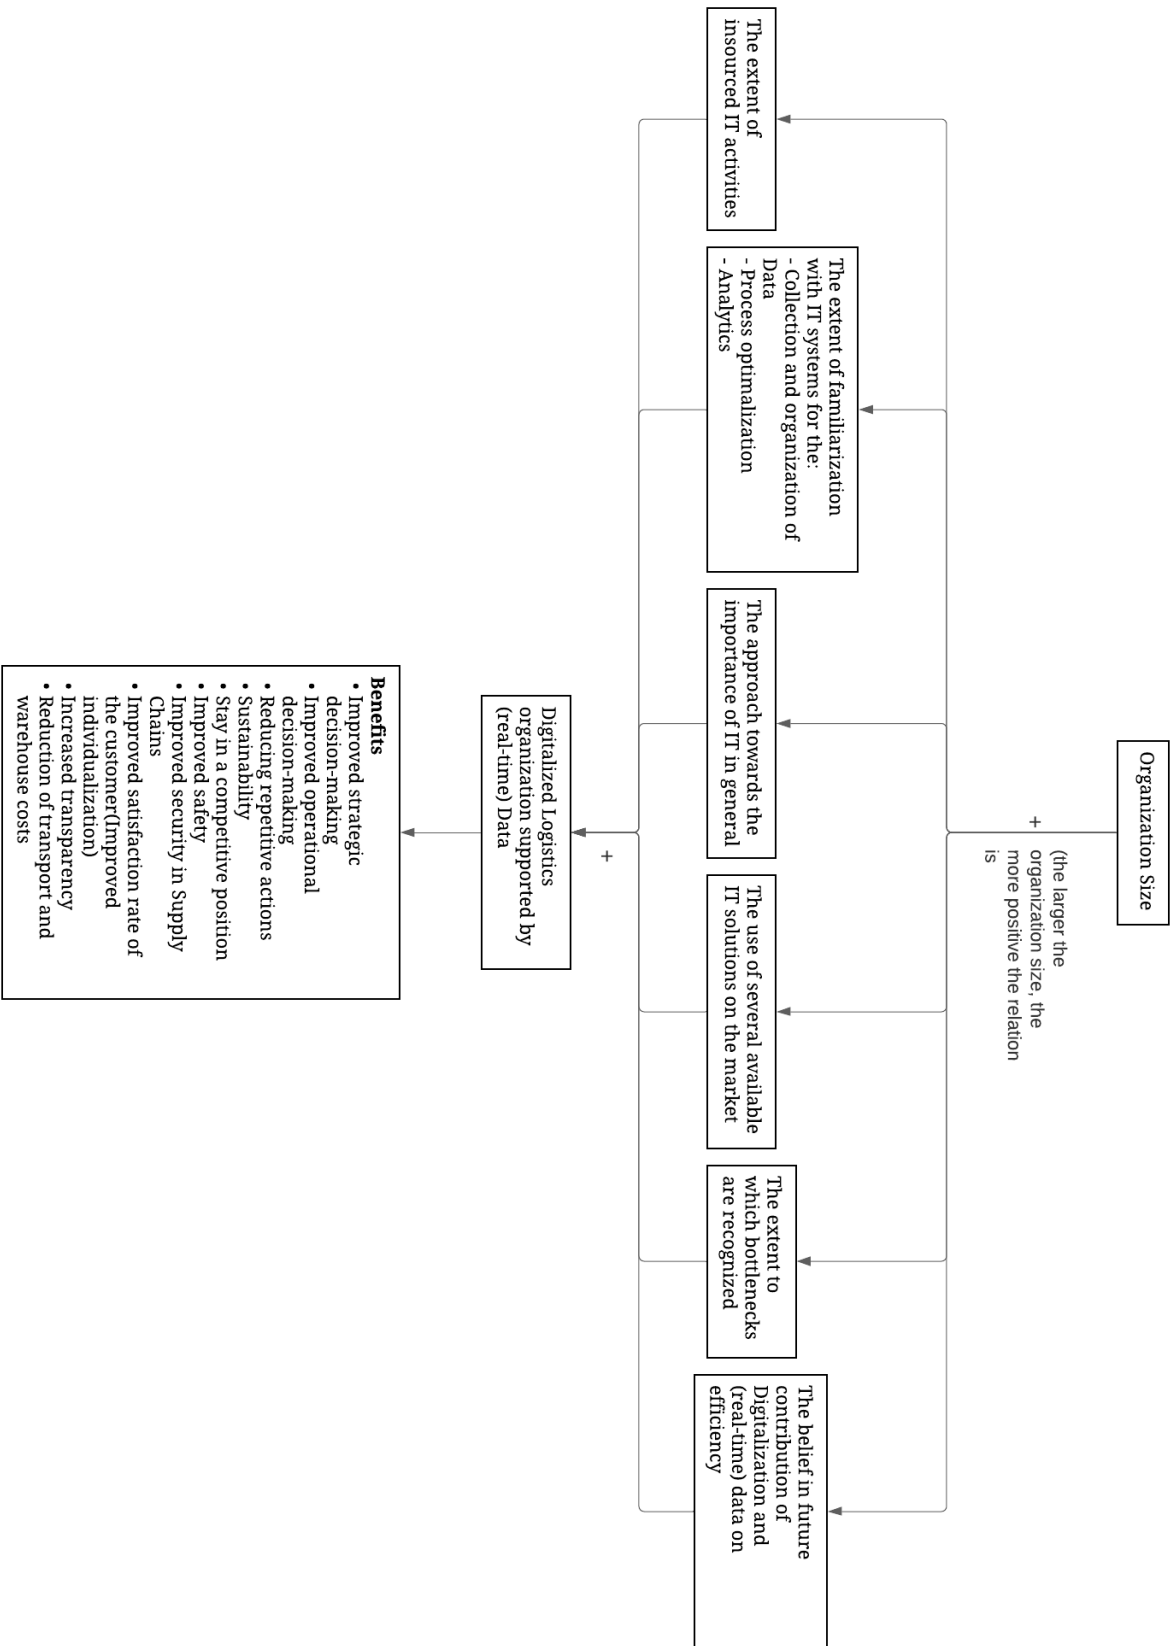 Organization Size
+
(the larger the
organization size, the
more positive the relation
is
The extent of
insourced IT activities
The extent of familiarization
with IT systems for the:
- Collection and organization of
Data
- Process optimalization
- Analytics
The approach towards the
importance of IT in general
The use of several available
IT solutions on the market
The extent to
which bottlenecks
are recognized
The belief in future
contribution of
Digitalization and
(real-time) data on
efficiency
+
Digitalized Logistics
organization supported by
(real-time) Data
Benefits
• Improved strategic
decision-making
• Improved operational
decision-making
• Reducing repetitive actions
• Sustainability
• Stay in a competitive position
• Improved safety
• Improved security in Supply
Chains
• Improved satisfaction rate of
the customer(Improved
individualization)
• Increased transparency
• Reduction of transport and
warehouse costs